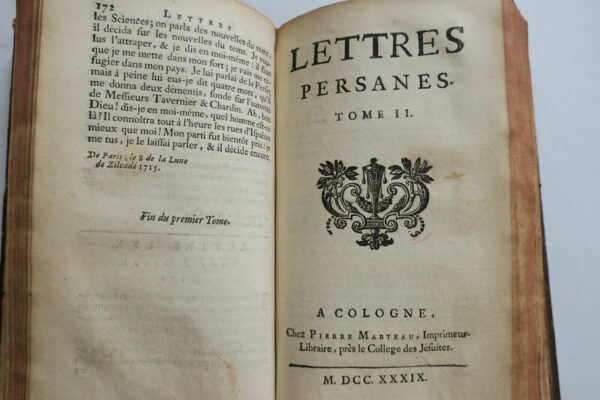 172 LETTRES
les Sciences; on parla des nouvelles du tems,
il décida sur les nouvelles du tems. Je vou-
lus l'attraper, & je dis en moi-même: il faut
que je me mette dans mon fort; je vais me ré-
fugier dans mon pays. Je lui parlai de la Perse,
mais à peine lui eus-je dit quatre mots, qu'il
me donna deux démentis, fondé sur l'autorité
de Messieurs Tavernier & Chardin. Ah, bon
Dieu! dis-je en moi-même, quel homme est-ce
là? Il connoîtra tout à l'heure les rues d'Ispahan
mieux que moi! Mon parti fut bientôt pris: je
me tus, je le laissai parler, & il décide encore.
De Paris, le 8 de la Lune
de Zilcadé 1715.
Fin du premier Tome.
LETTRES
PERSANES.
TOME II.
A COLOGNE,
Chez PIERRE MARTEAU, Imprimeur-
Libraire, près le College des Jésuites.
M. DCC. XXXIX.